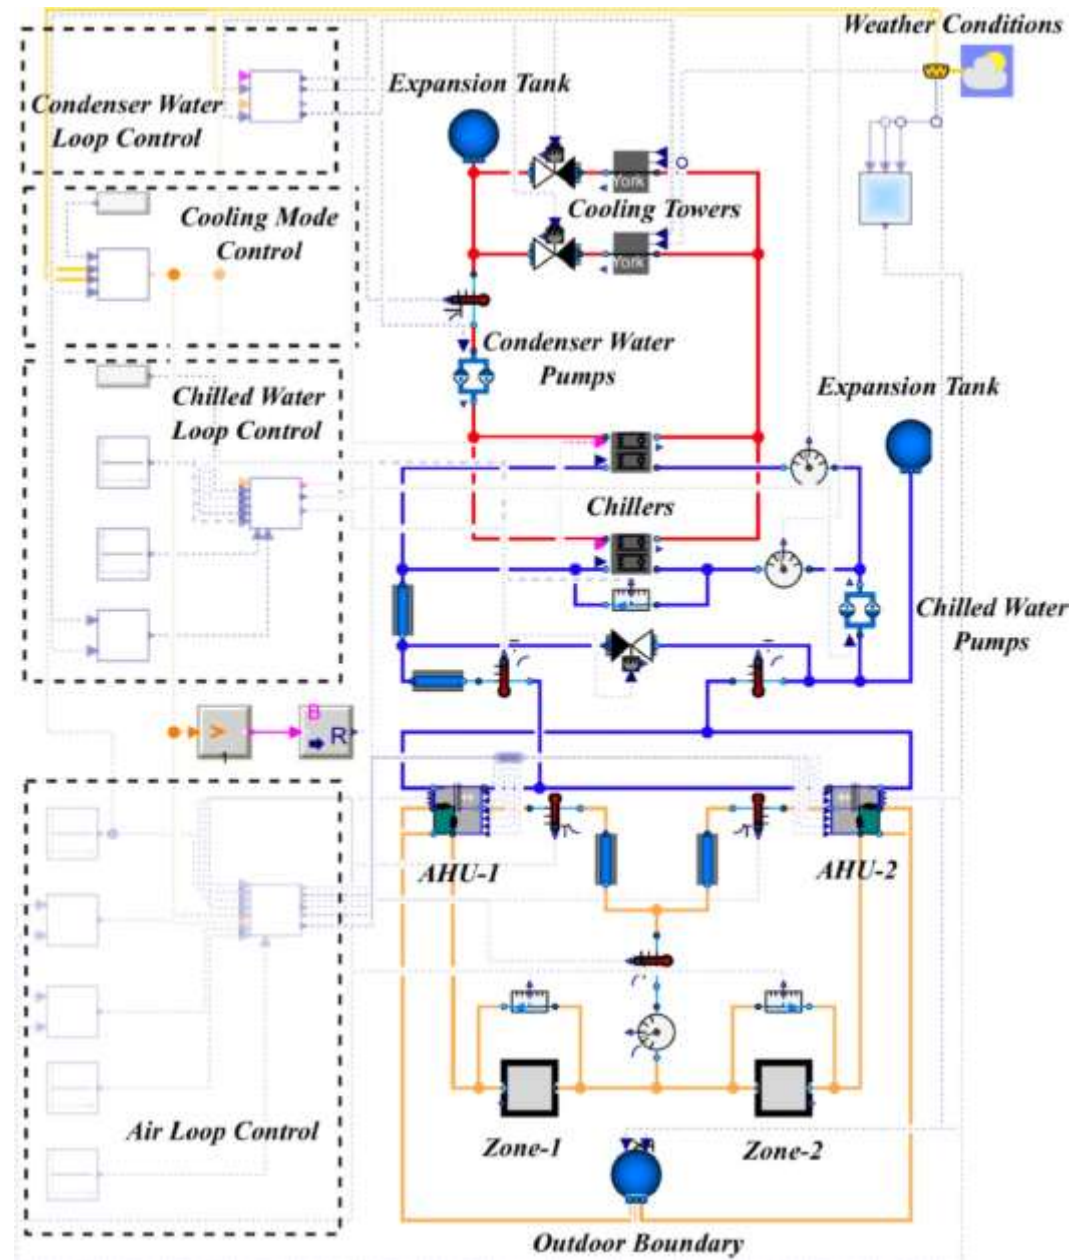 Weather Conditions
Expansion Tank
Condenser Water
Loop Control
York
Cooling Towers
York
Cooling Mode
Control
Condenser Water
Pumps
Expansion Tank
Chilled Water
Loop Control
Chillers
Chilled Water
Pumps
B
R
AHU-1
AHU-2
Air Loop Control
Zone-1
Zone-2
Outdoor Boundary